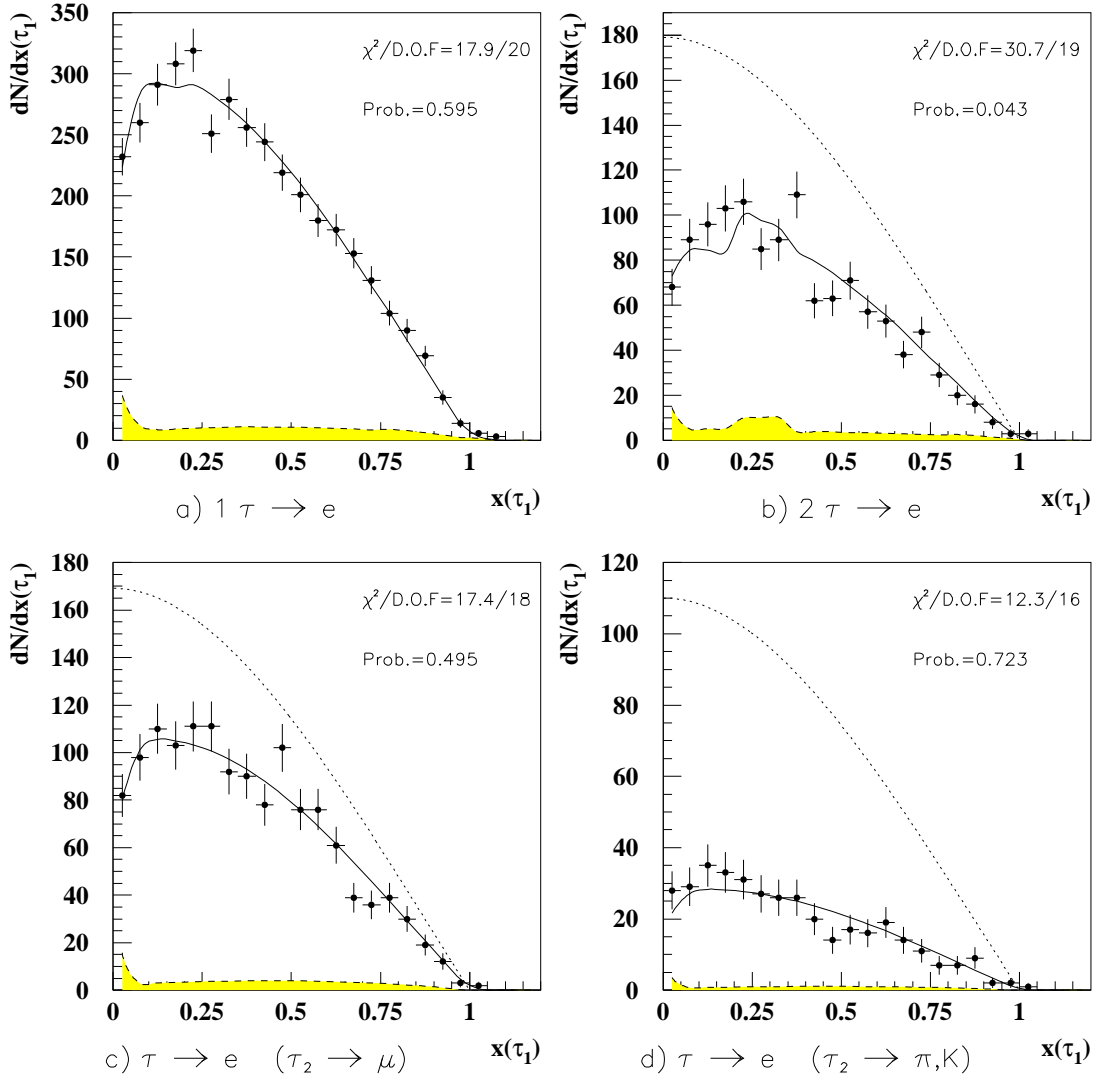 dN/dx(τ₁)
350
300
250
200
150
100
50
0
χ²/D.O.F=17.9/20
Prob.=0.595
0 0.25 0.5 0.75 1
x(τ₁)
a) 1 τ → e
dN/dx(τ₁)
180
160
140
120
100
80
60
40
20
0
χ²/D.O.F=30.7/19
Prob.=0.043
0 0.25 0.5 0.75 1
x(τ₁)
b) 2 τ → e
dN/dx(τ₁)
180
160
140
120
100
80
60
40
20
0
χ²/D.O.F=17.4/18
Prob.=0.495
0 0.25 0.5 0.75 1
x(τ₁)
c) τ → e (τ₂ → μ)
dN/dx(τ₁)
120
100
80
60
40
20
0
χ²/D.O.F=12.3/16
Prob.=0.723
0 0.25 0.5 0.75 1
x(τ₁)
d) τ → e (τ₂ → π,K)